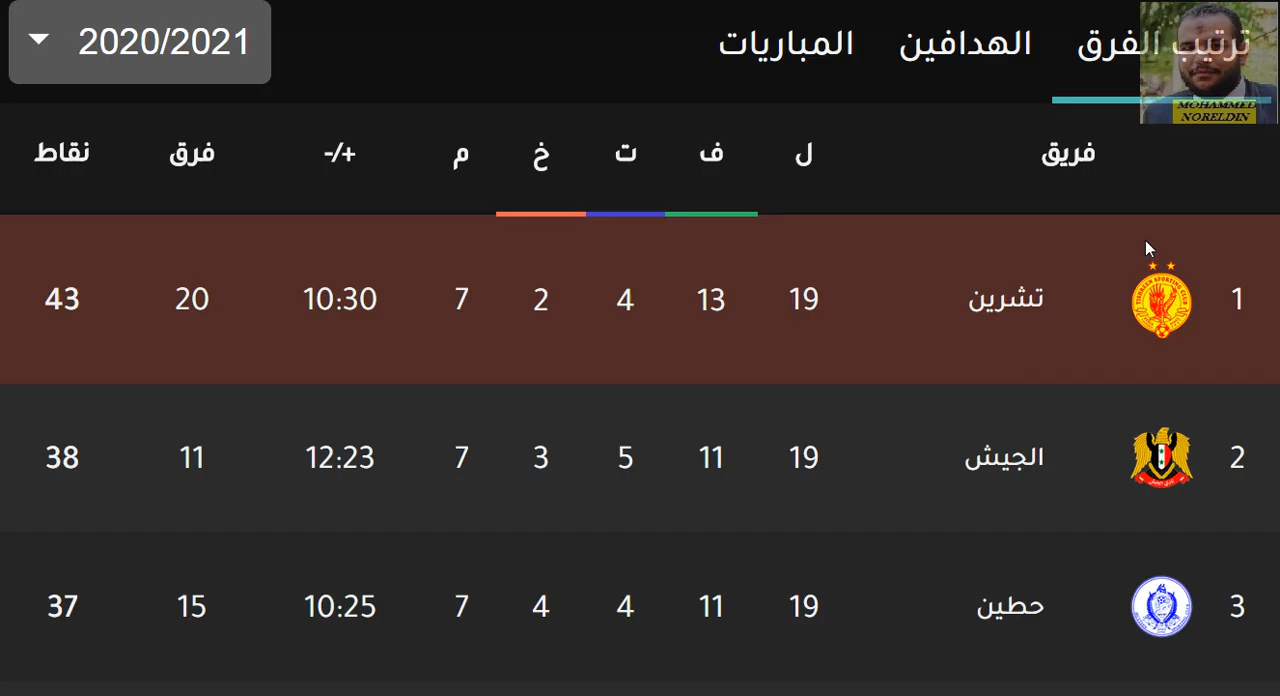 ترتيب الفرق الهدافين المباريات 2020/2021
MOHAMMED
NORELDIN
فريق ل ف ت خ م +/- فرق نقاط
1 تشرين 19 13 4 2 7 10:30 20 43
2 الجيش 19 11 5 3 7 12:23 11 38
3 حطين 19 11 4 4 7 10:25 15 37